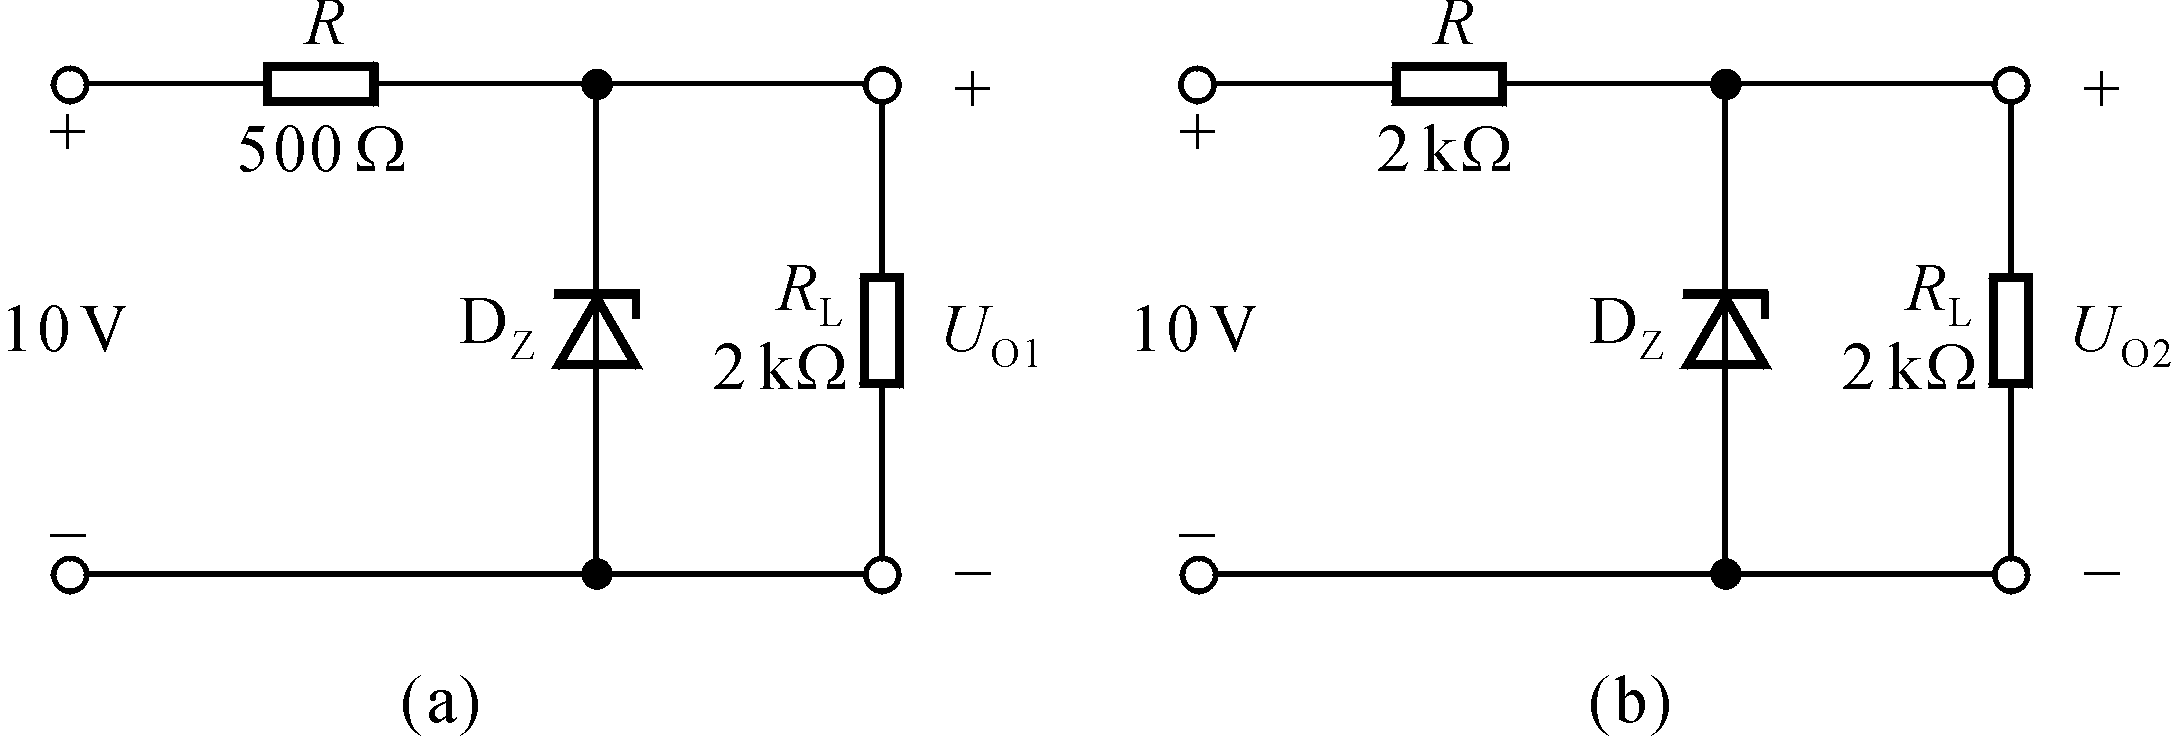 R
500 Ω
+
+
10 V
D_Z
R_L
2 kΩ
U_O1
−
−
(a)
R
2 kΩ
+
+
10 V
D_Z
R_L
2 kΩ
U_O2
−
−
(b)